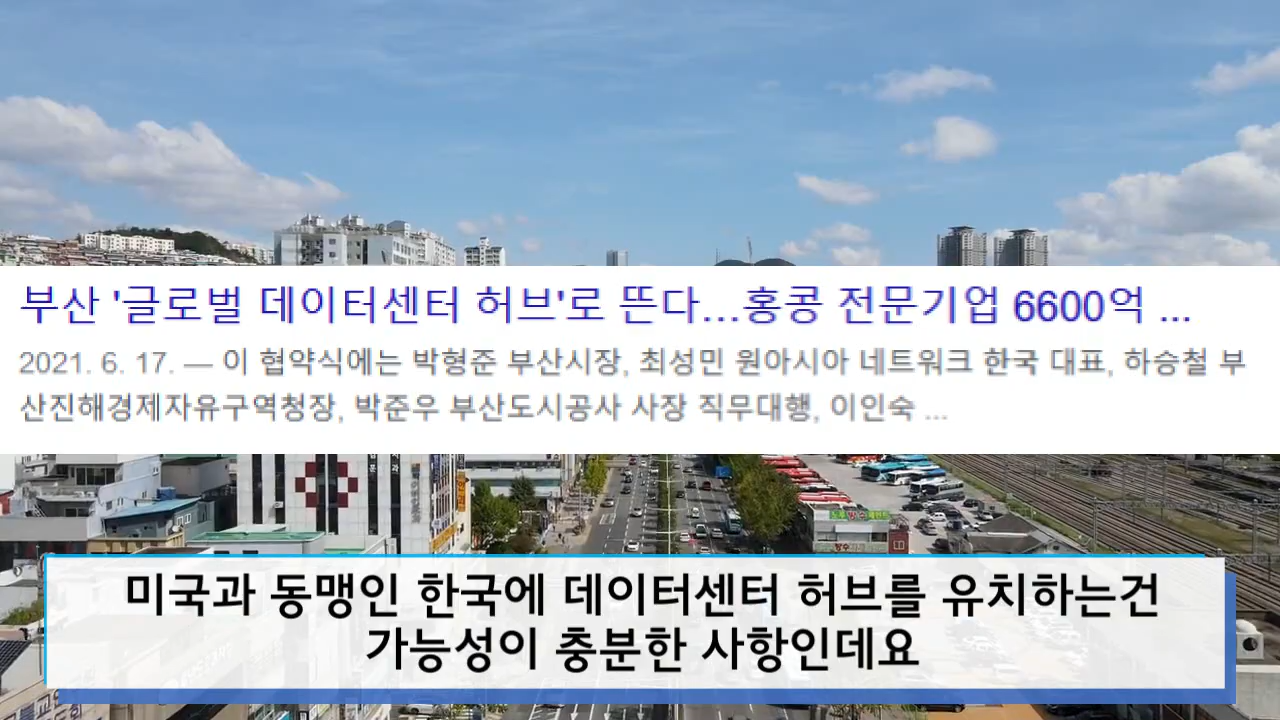 부산 '글로벌 데이터센터 허브'로 뜬다...홍콩 전문기업 6600억 ...
2021. 6. 17. — 이 협약식에는 박형준 부산시장, 최성민 원아시아 네트워크 한국 대표, 하승철 부
산진해경제자유구역청장, 박준우 부산도시공사 사장 직무대행, 이인숙 ...
미국과 동맹인 한국에 데이터센터 허브를 유치하는건
가능성이 충분한 사항인데요